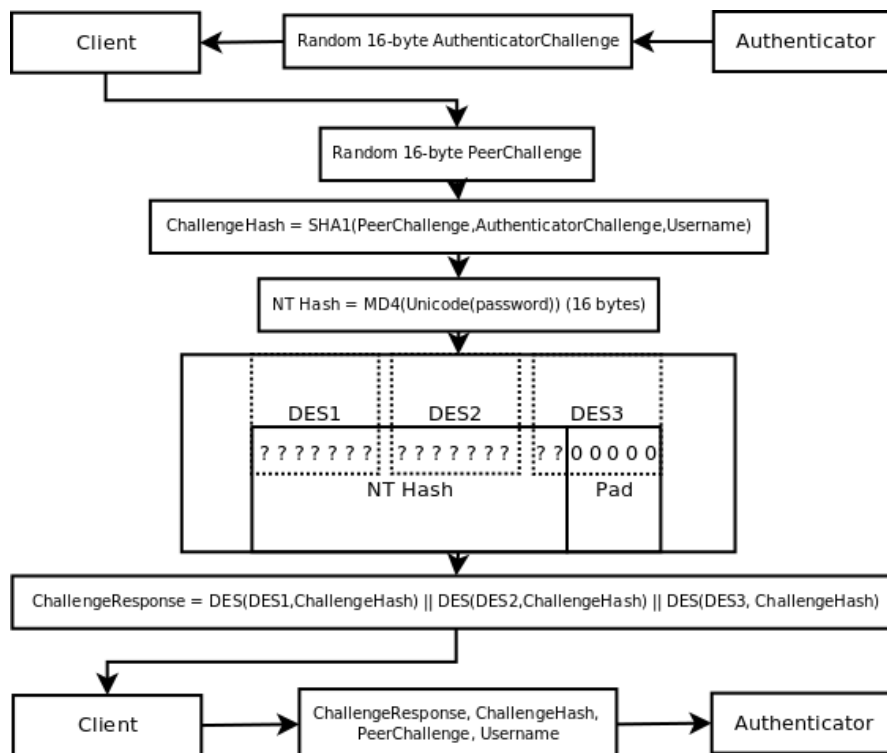 Client
Random 16-byte AuthenticatorChallenge
Authenticator
Random 16-byte PeerChallenge
ChallengeHash = SHA1(PeerChallenge,AuthenticatorChallenge,Username)
NT Hash = MD4(Unicode(password)) (16 bytes)
DES1 DES2 DES3
? ? ? ? ? ? ? ? ? ? ? ? ? ? ? ? 0 0 0 0 0
NT Hash Pad
ChallengeResponse = DES(DES1,ChallengeHash) || DES(DES2,ChallengeHash) || DES(DES3, ChallengeHash)
Client
ChallengeResponse, ChallengeHash,
PeerChallenge, Username
Authenticator